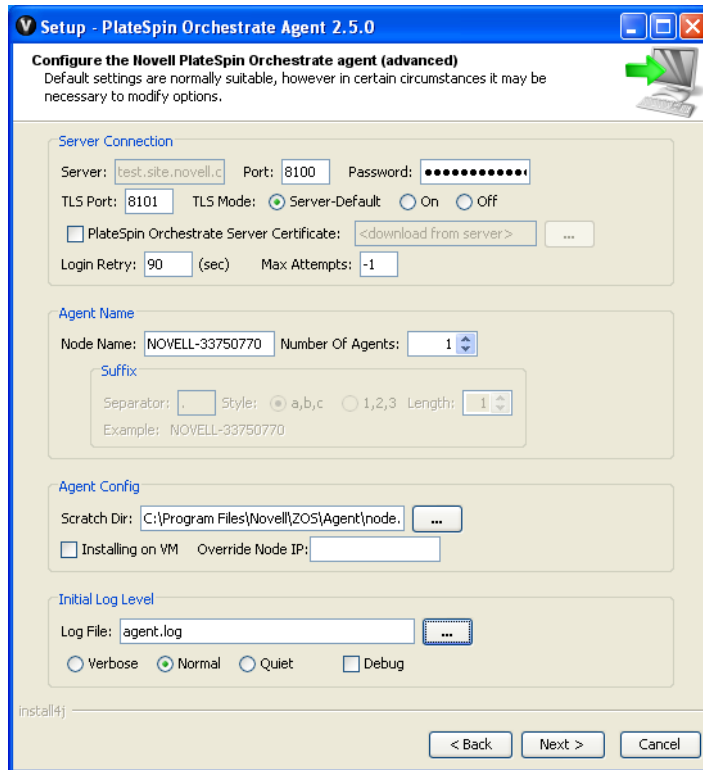 Setup - PlateSpin Orchestrate Agent 2.5.0
Configure the Novell PlateSpin Orchestrate agent (advanced)
Default settings are normally suitable, however in certain circumstances it may be
necessary to modify options.
Server Connection
Server: test.site.novell.c Port: 8100 Password: ●●●●●●●●●●●●
TLS Port: 8101 TLS Mode: Server-Default On Off
PlateSpin Orchestrate Server Certificate: <download from server> ...
Login Retry: 90 (sec) Max Attempts: -1
Agent Name
Node Name: NOVELL-33750770 Number Of Agents: 1
Suffix
Separator: . Style: a,b,c 1,2,3 Length: 1
Example: NOVELL-33750770
Agent Config
Scratch Dir: C:\Program Files\Novell\ZOS\Agent\node. ...
Installing on VM Override Node IP:
Initial Log Level
Log File: agent.log ...
Verbose Normal Quiet Debug
install4j
< Back Next > Cancel